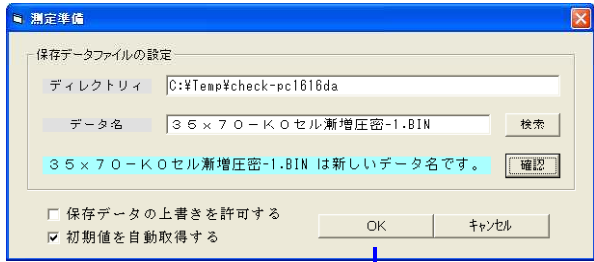 測定準備
保存データファイルの設定
ディレクトリィ C:¥Temp¥check-pc1616da
データ名 35×70-K0セル漸増圧密-1.BIN 検索
35×70-K0セル漸増圧密-1.BIN は新しいデータ名です。 確認
保存データの上書きを許可する
初期値を自動取得する
OK キャンセル